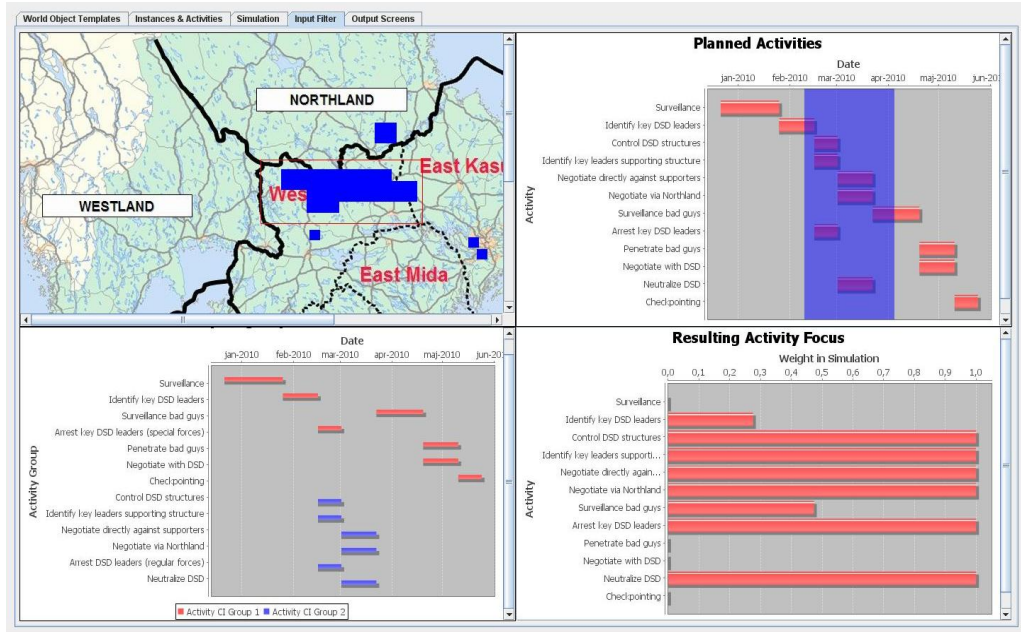 World Object Templates Instances & Activities Simulation Input Filter Output Screens
NORTHLAND
East Kasu
Wes
WESTLAND
East Mida
Planned Activities
Date
jan-2010 feb-2010 mar-2010 apr-2010 maj-2010 jun-20
Activity
Surveillance
Identify key DSD leaders
Control DSD structures
Identify key leaders supporting structure
Negotiate directly against supporters
Negotiate via Northland
Surveillance bad guys
Arrest key DSD leaders
Penetrate bad guys
Negotiate with DSD
Neutralize DSD
Checkpointing
Date
jan-2010 feb-2010 mar-2010 apr-2010 maj-2010 jun-20
Activity Group
Surveillance
Identify key DSD leaders
Surveillance bad guys
Arrest key DSD leaders (special forces)
Penetrate bad guys
Negotiate with DSD
Checkpointing
Control DSD structures
Identify key leaders supporting structure
Negotiate directly against supporters
Negotiate via Northland
Arrest DSD leaders (regular forces)
Neutralize DSD
Activity CI Group 1 Activity CI Group 2
Resulting Activity Focus
Weight in Simulation
0,0 0,1 0,2 0,3 0,4 0,5 0,6 0,7 0,8 0,9 1,0
Activity
Surveillance
Identify key DSD leaders
Control DSD structures
Identify key leaders supporti...
Negotiate directly again...
Negotiate via Northland
Surveillance bad guys
Arrest key DSD leaders
Penetrate bad guys
Negotiate with DSD
Neutralize DSD
Checkpointing